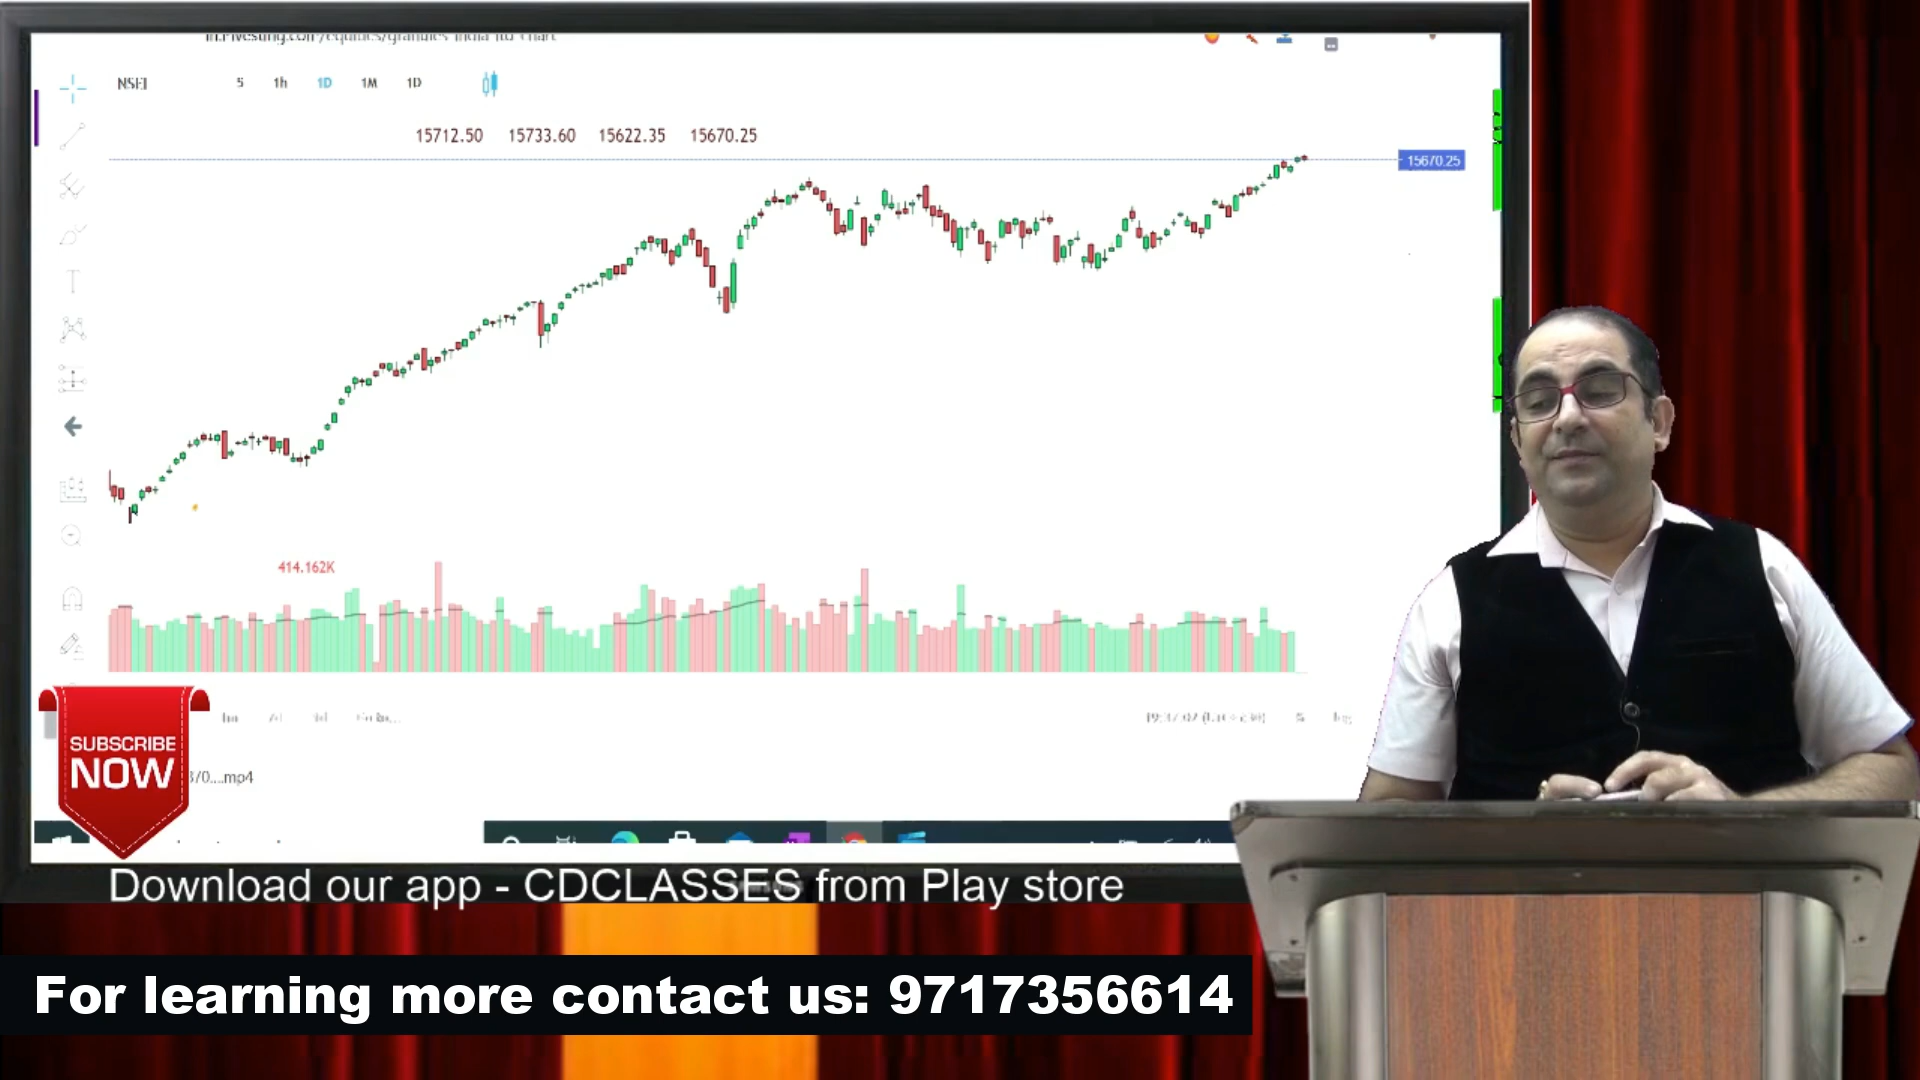 NSEI
5 1h 1D 1M 1D
15712.50 15733.60 15622.35 15670.25
15670.25
414.162K
SUBSCRIBE
NOW
....mp4
Download our app - CDCLASSES from Play store
For learning more contact us: 9717356614